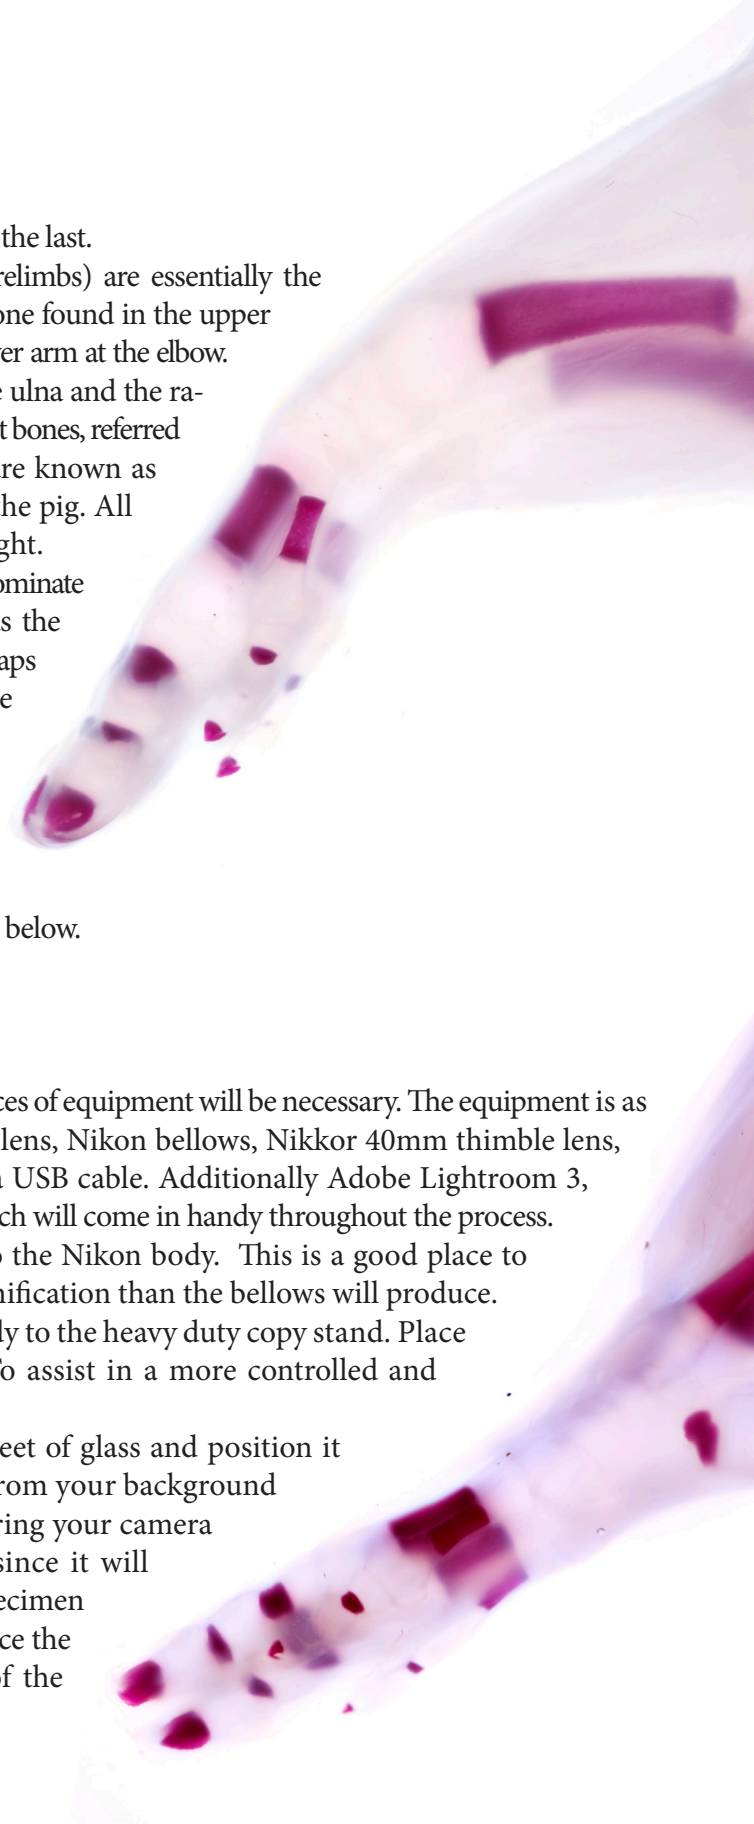 the last.
relimbs) are essentially the
one found in the upper
er arm at the elbow.
e ulna and the ra-
t bones, referred
re known as
he pig. All
ght.
ominate
s the
aps
e
below.
ces of equipment will be necessary. The equipment is as
lens, Nikon bellows, Nikkor 40mm thimble lens,
a USB cable. Additionally Adobe Lightroom 3,
ch will come in handy throughout the process.
o the Nikon body. This is a good place to
nification than the bellows will produce.
dy to the heavy duty copy stand. Place
To assist in a more controlled and
eet of glass and position it
rom your background
ring your camera
since it will
ecimen
ce the
of the